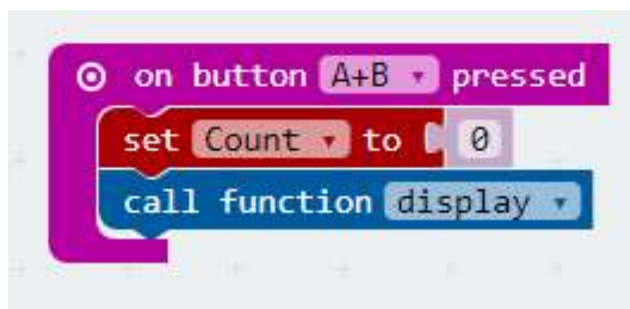 on button A+B pressed
set Count to 0
call function display